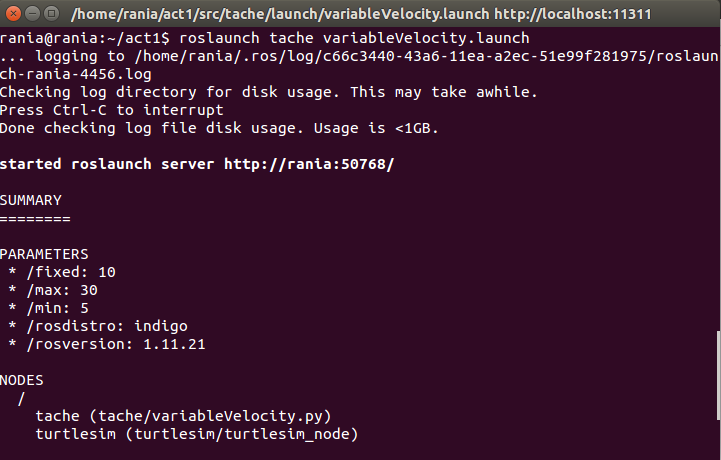 /home/rania/act1/src/tache/launch/variableVelocity.launch http://localhost:11311
rania@rania:~/act1$ roslaunch tache variableVelocity.launch
... logging to /home/rania/.ros/log/c66c3440-43a6-11ea-a2ec-51e99f281975/roslaun
ch-rania-4456.log
Checking log directory for disk usage. This may take awhile.
Press Ctrl-C to interrupt
Done checking log file disk usage. Usage is <1GB.
started roslaunch server http://rania:50768/
SUMMARY
========
PARAMETERS
 * /fixed: 10
 * /max: 30
 * /min: 5
 * /rosdistro: indigo
 * /rosversion: 1.11.21
NODES
  /
    tache (tache/variableVelocity.py)
    turtlesim (turtlesim/turtlesim_node)